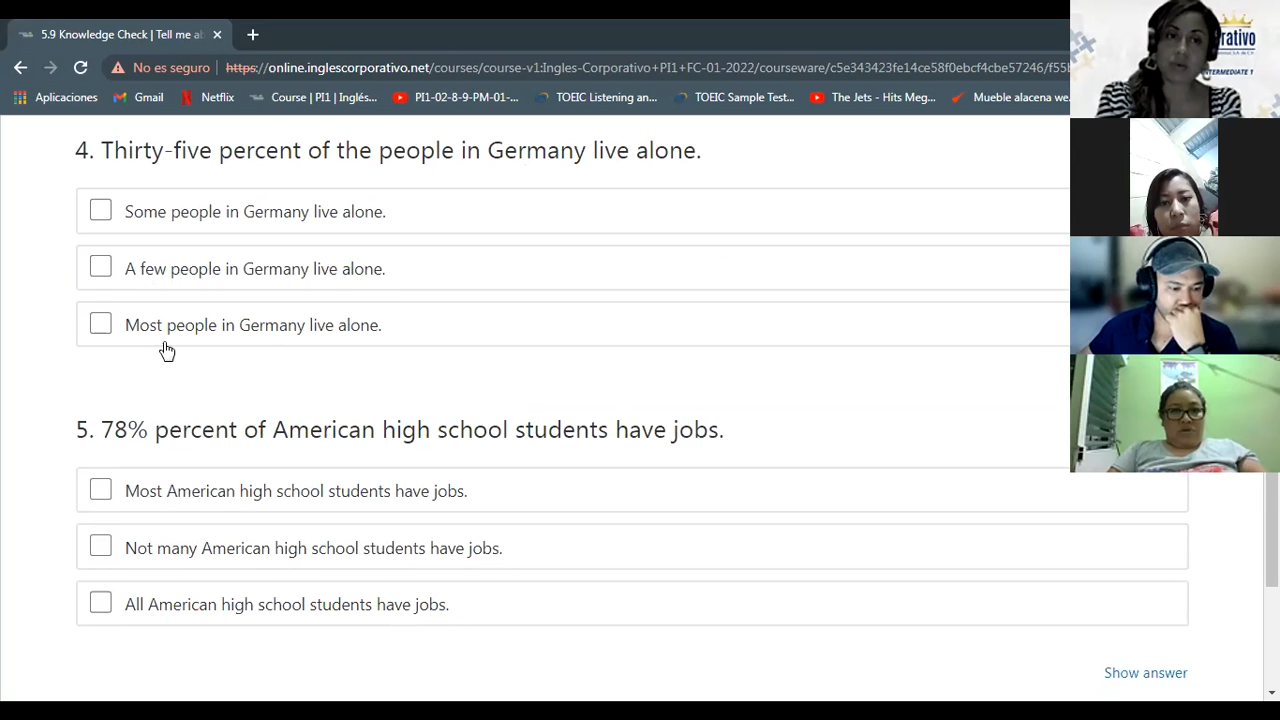 5.9 Knowledge Check | Tell me ab
No es seguro
https://online.inglescorporativo.net/courses/course-v1:Ingles-Corporativo+PI1+FC-01-2022/courseware/c5e343423fe14ce58f0ebcf4cbe57246/f55b
Aplicaciones
Gmail
Netflix
Course | PI1 | Inglés...
PI1-02-8-9-PM-01-...
TOEIC Listening an...
TOEIC Sample Test...
The Jets - Hits Meg...
Mueble alacena we...
4. Thirty-five percent of the people in Germany live alone.
Some people in Germany live alone.
A few people in Germany live alone.
Most people in Germany live alone.
5. 78% percent of American high school students have jobs.
Most American high school students have jobs.
Not many American high school students have jobs.
All American high school students have jobs.
Show answer
NTERMEDIATE 1